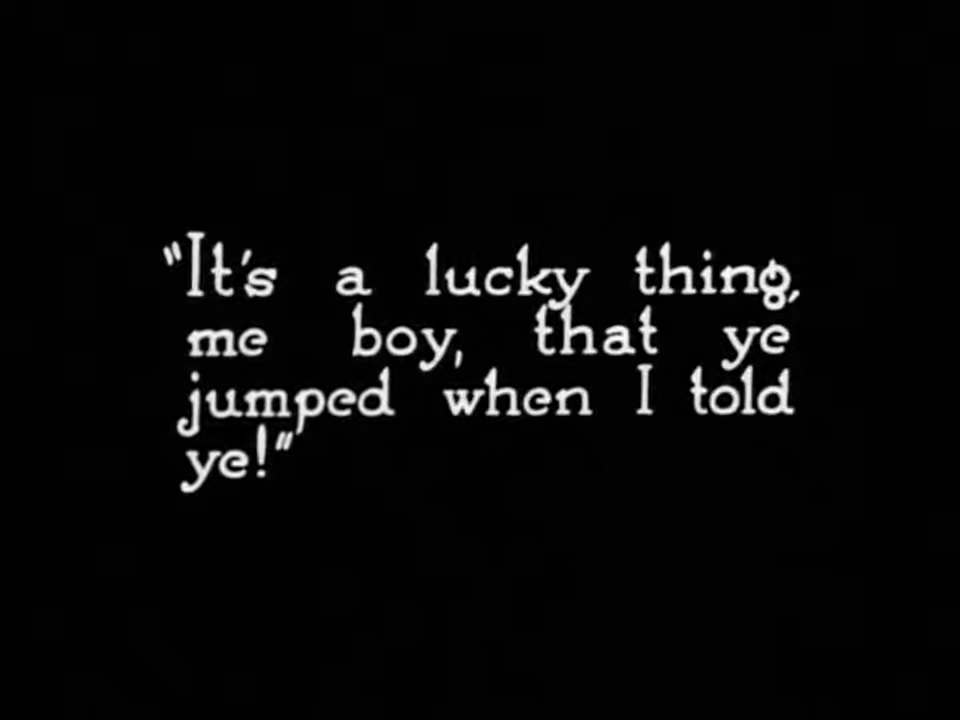 "It's a lucky thing,
me boy, that ye
jumped when I told
ye!"